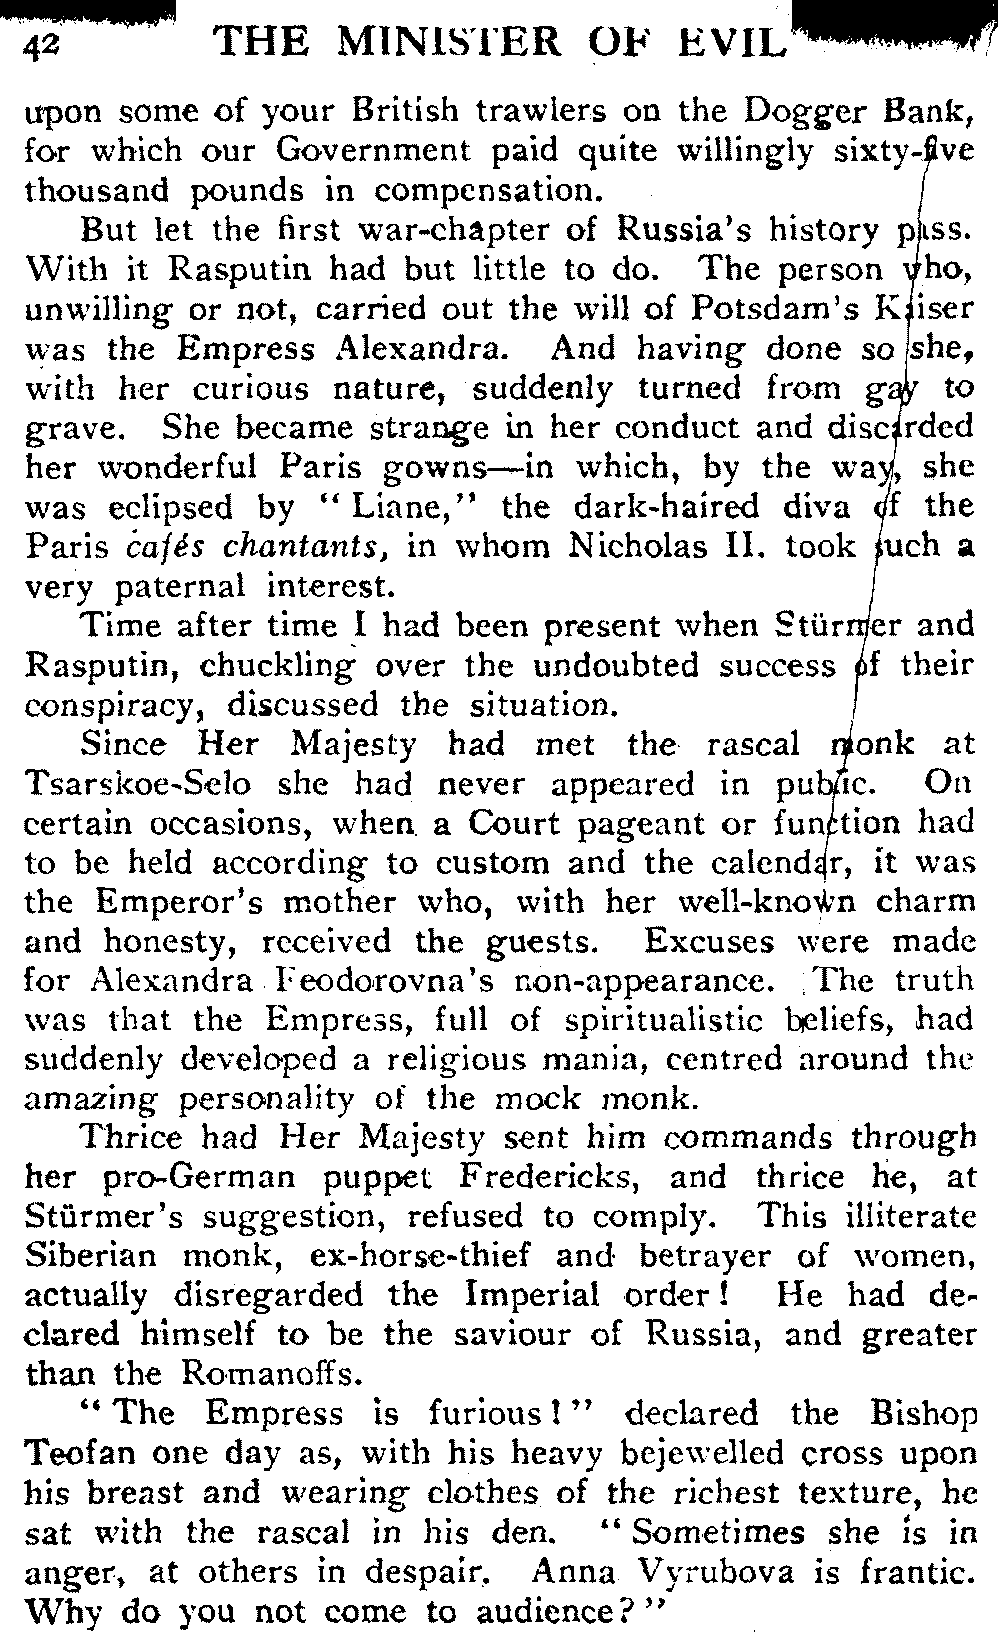 42 THE MINISTER OF EVIL
upon some of your British trawlers on the Dogger Bank,
for which our Government paid quite willingly sixty-five
thousand pounds in compensation.
But let the first war-chapter of Russia's history pass.
With it Rasputin had but little to do. The person who,
unwilling or not, carried out the will of Potsdam's Kaiser
was the Empress Alexandra. And having done so she,
with her curious nature, suddenly turned from gay to
grave. She became strange in her conduct and discarded
her wonderful Paris gowns—in which, by the way, she
was eclipsed by "Liane," the dark-haired diva of the
Paris cafés chantants, in whom Nicholas II. took such a
very paternal interest.
Time after time I had been present when Stürmer and
Rasputin, chuckling over the undoubted success of their
conspiracy, discussed the situation.
Since Her Majesty had met the rascal monk at
Tsarskoe-Selo she had never appeared in public. On
certain occasions, when a Court pageant or function had
to be held according to custom and the calendar, it was
the Emperor's mother who, with her well-known charm
and honesty, received the guests. Excuses were made
for Alexandra Feodorovna's non-appearance. The truth
was that the Empress, full of spiritualistic beliefs, had
suddenly developed a religious mania, centred around the
amazing personality of the mock monk.
Thrice had Her Majesty sent him commands through
her pro-German puppet Fredericks, and thrice he, at
Stürmer's suggestion, refused to comply. This illiterate
Siberian monk, ex-horse-thief and betrayer of women,
actually disregarded the Imperial order! He had de-
clared himself to be the saviour of Russia, and greater
than the Romanoffs.
"The Empress is furious!" declared the Bishop
Teofan one day as, with his heavy bejewelled cross upon
his breast and wearing clothes of the richest texture, he
sat with the rascal in his den. "Sometimes she is in
anger, at others in despair. Anna Vyrubova is frantic.
Why do you not come to audience?"